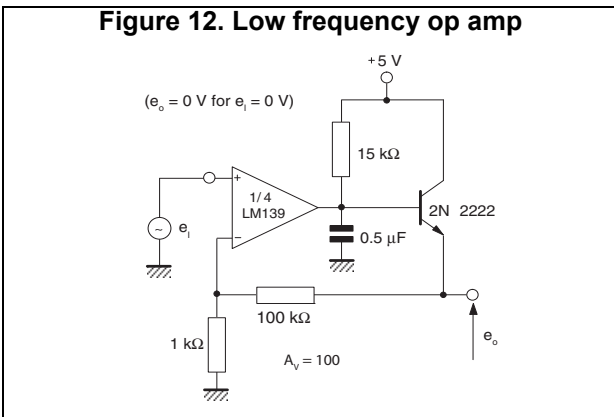 Figure 12. Low frequency op amp
+5 V
(eo = 0 V for eI = 0 V)
15 kΩ
+
1/4
LM139
2N 2222
~
eI
0.5 µF
−
100 kΩ
eo
1 kΩ
AV = 100